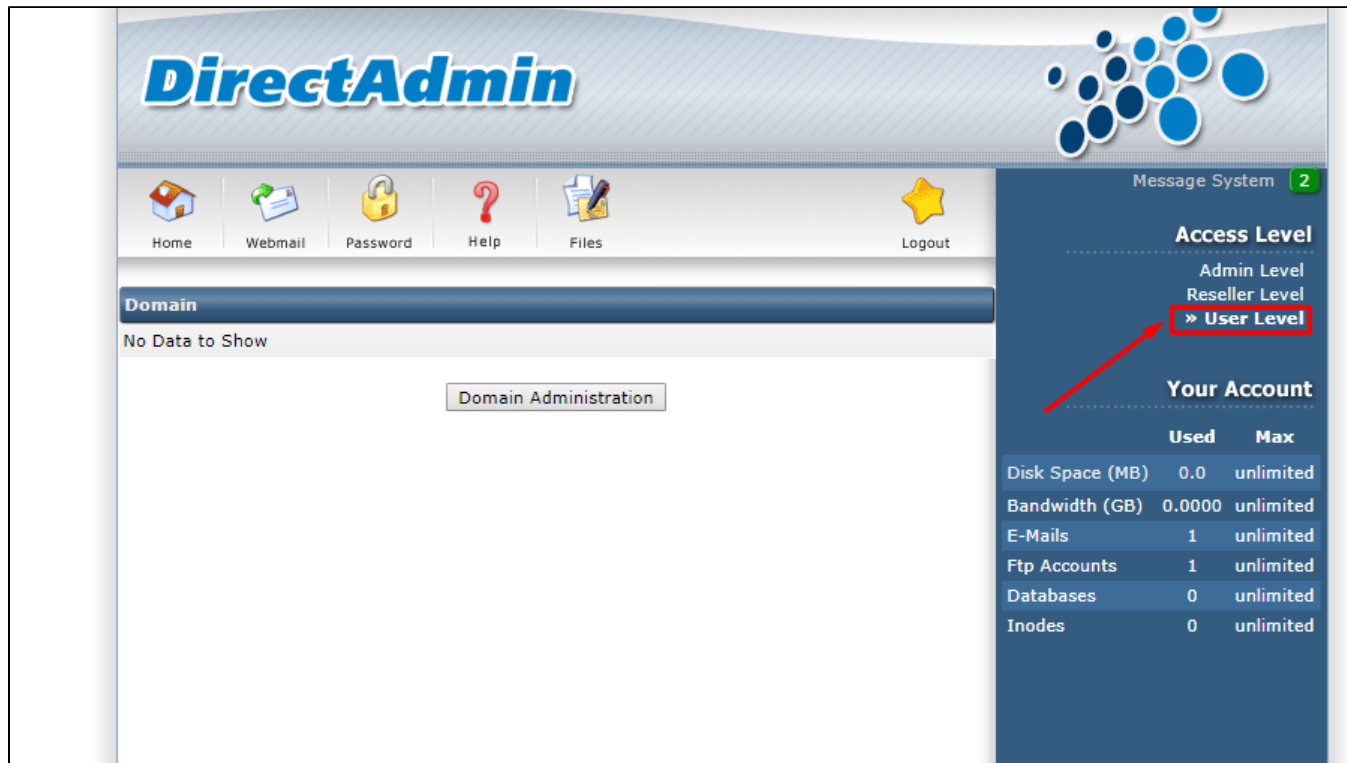 DirectAdmin
Home Webmail Password Help Files Logout
Domain
No Data to Show
Domain Administration
Message System 2
Access Level
Admin Level
Reseller Level
» User Level
Your Account
Used Max
Disk Space (MB) 0.0 unlimited
Bandwidth (GB) 0.0000 unlimited
E-Mails 1 unlimited
Ftp Accounts 1 unlimited
Databases 0 unlimited
Inodes 0 unlimited